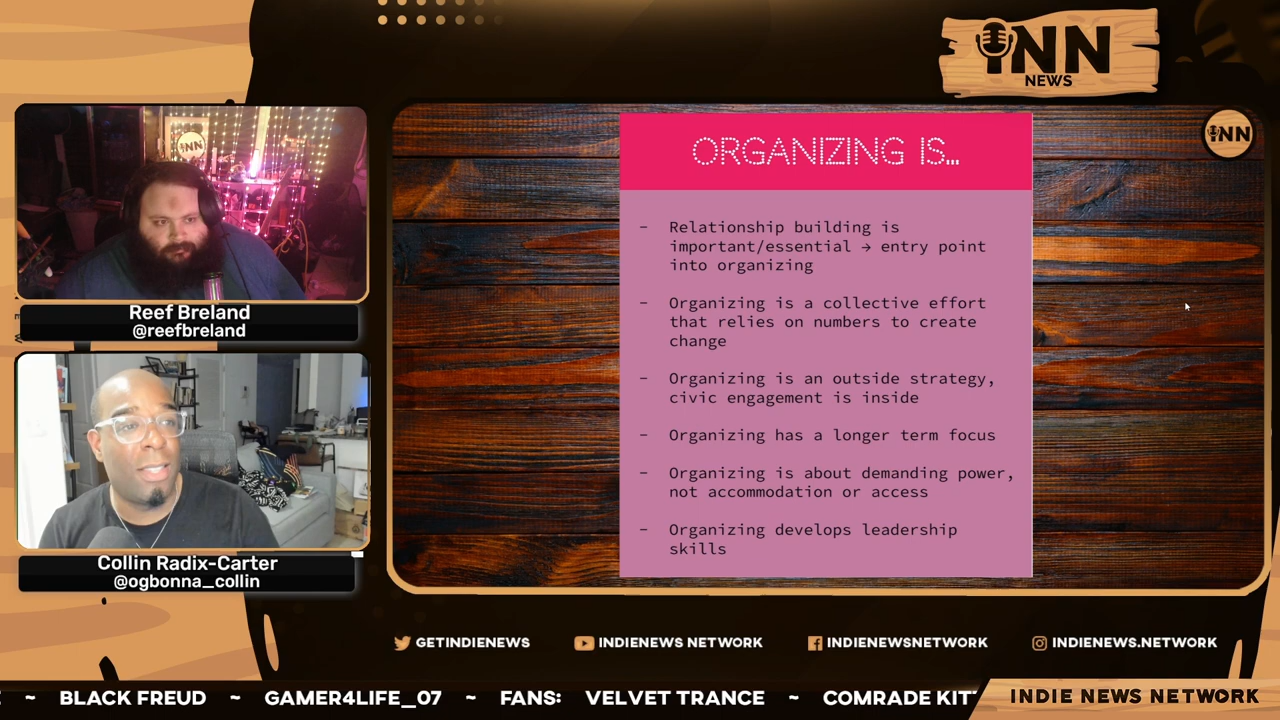 INN
NEWS
INN
INN
Reef Breland
@reefbreland
Collin Radix-Carter
@ogbonna_collin
ORGANIZING IS...
- Relationship building is
important/essential → entry point
into organizing
- Organizing is a collective effort
that relies on numbers to create
change
- Organizing is an outside strategy,
civic engagement is inside
- Organizing has a longer term focus
- Organizing is about demanding power,
not accommodation or access
- Organizing develops leadership
skills
GETINDIENEWS
INDIENEWS NETWORK
INDIENEWSNETWORK
INDIENEWS.NETWORK
~ BLACK FREUD ~ GAMER4LIFE_07 ~ FANS: VELVET TRANCE ~ COMRADE
INDIE NEWS NETWORK